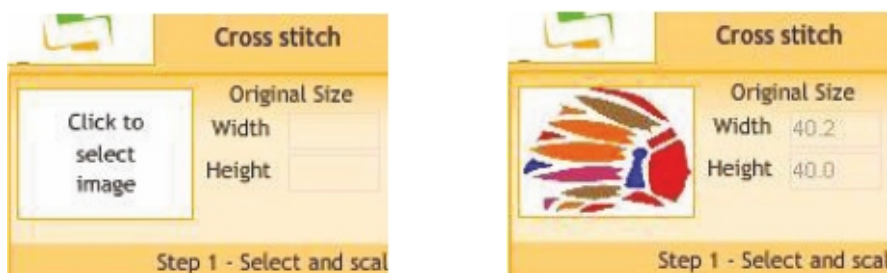 Cross stitch
Original Size
Click to
select
image
Width
Height
Step 1 - Select and scal
Cross stitch
Original Size
Width 40.2
Height 40.0
Step 1 - Select and scal